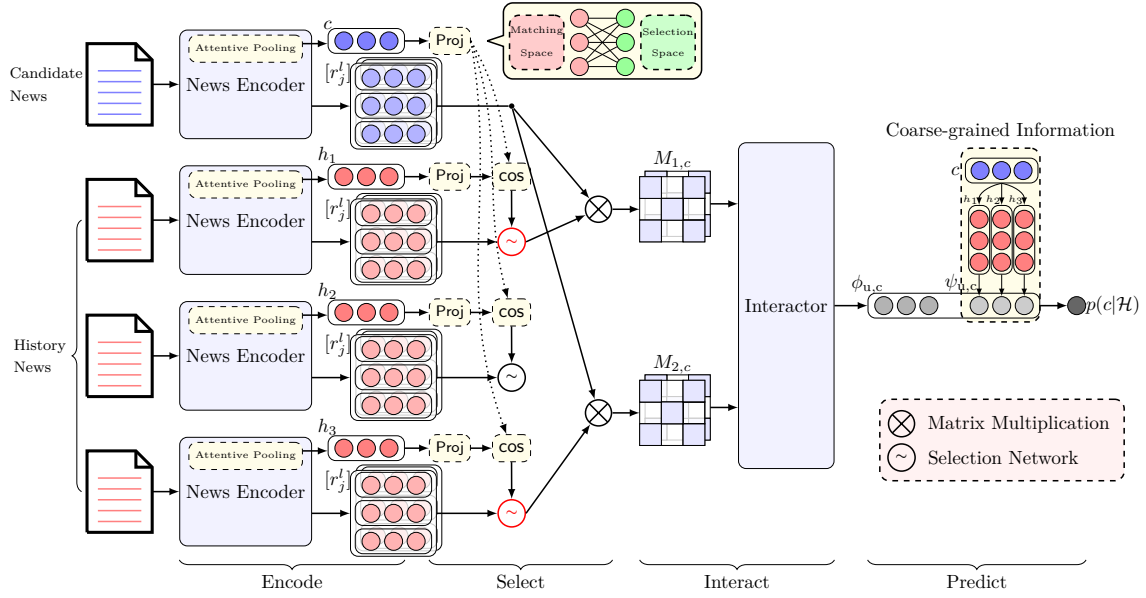 c
Attentive Pooling
Proj
Matching
Space
Selection
Space
Candidate
News
News Encoder
[r_j^l]
Coarse-grained Information
h_1
Attentive Pooling
Proj
cos
M_{1,c}
c
News Encoder
[r_j^l]
~
h_1 h_2 h_3
h_2
Attentive Pooling
Proj
cos
Interactor
ϕ_{u,c}
ψ_{u,c}
p(c|ℋ)
History
News
News Encoder
[r_j^l]
~
M_{2,c}
h_3
Attentive Pooling
Proj
cos
Matrix Multiplication
News Encoder
[r_j^l]
~
~ Selection Network
Encode
Select
Interact
Predict